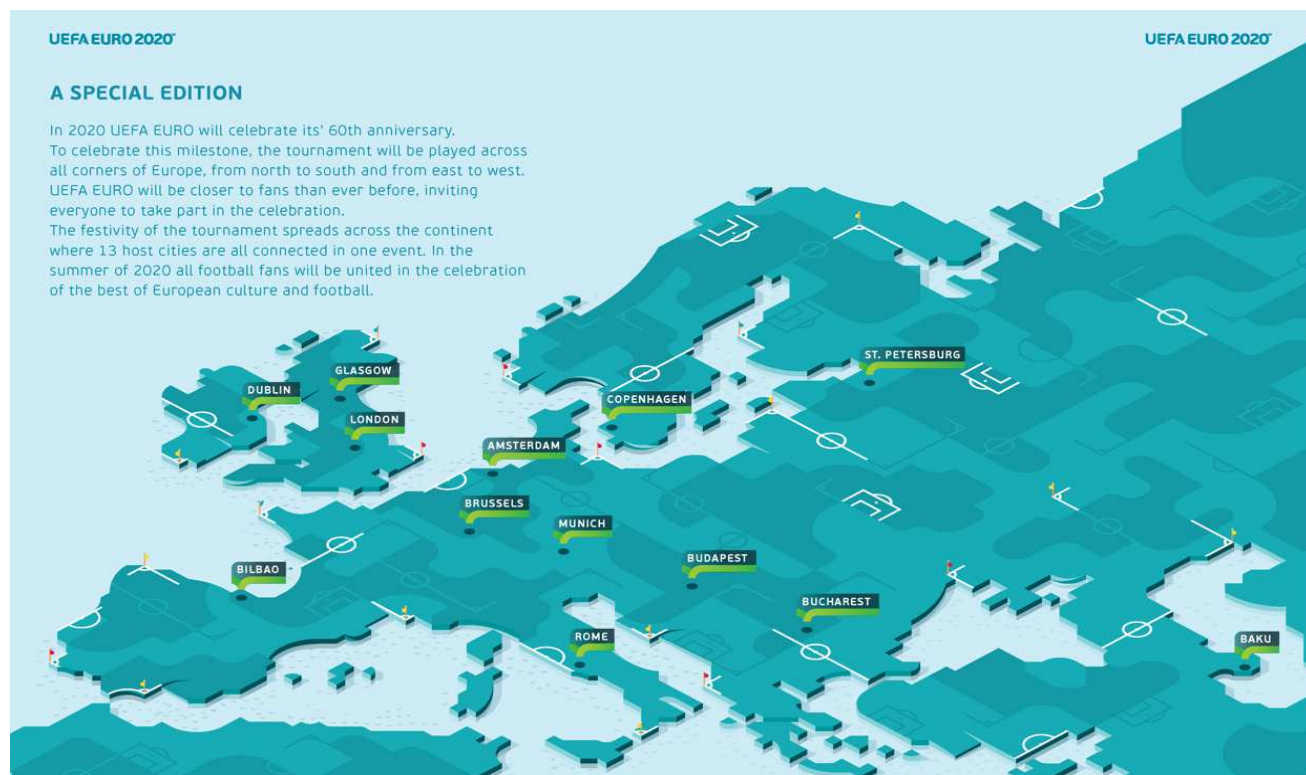 UEFA EURO 2020™
UEFA EURO 2020™
A SPECIAL EDITION
In 2020 UEFA EURO will celebrate its' 60th anniversary.
To celebrate this milestone, the tournament will be played across
all corners of Europe, from north to south and from east to west.
UEFA EURO will be closer to fans than ever before, inviting
everyone to take part in the celebration.
The festivity of the tournament spreads across the continent
where 13 host cities are all connected in one event. In the
summer of 2020 all football fans will be united in the celebration
of the best of European culture and football.
ST. PETERSBURG
GLASGOW
DUBLIN
COPENHAGEN
LONDON
AMSTERDAM
BRUSSELS
MUNICH
BUDAPEST
BILBAO
BUCHAREST
ROME
BAKU